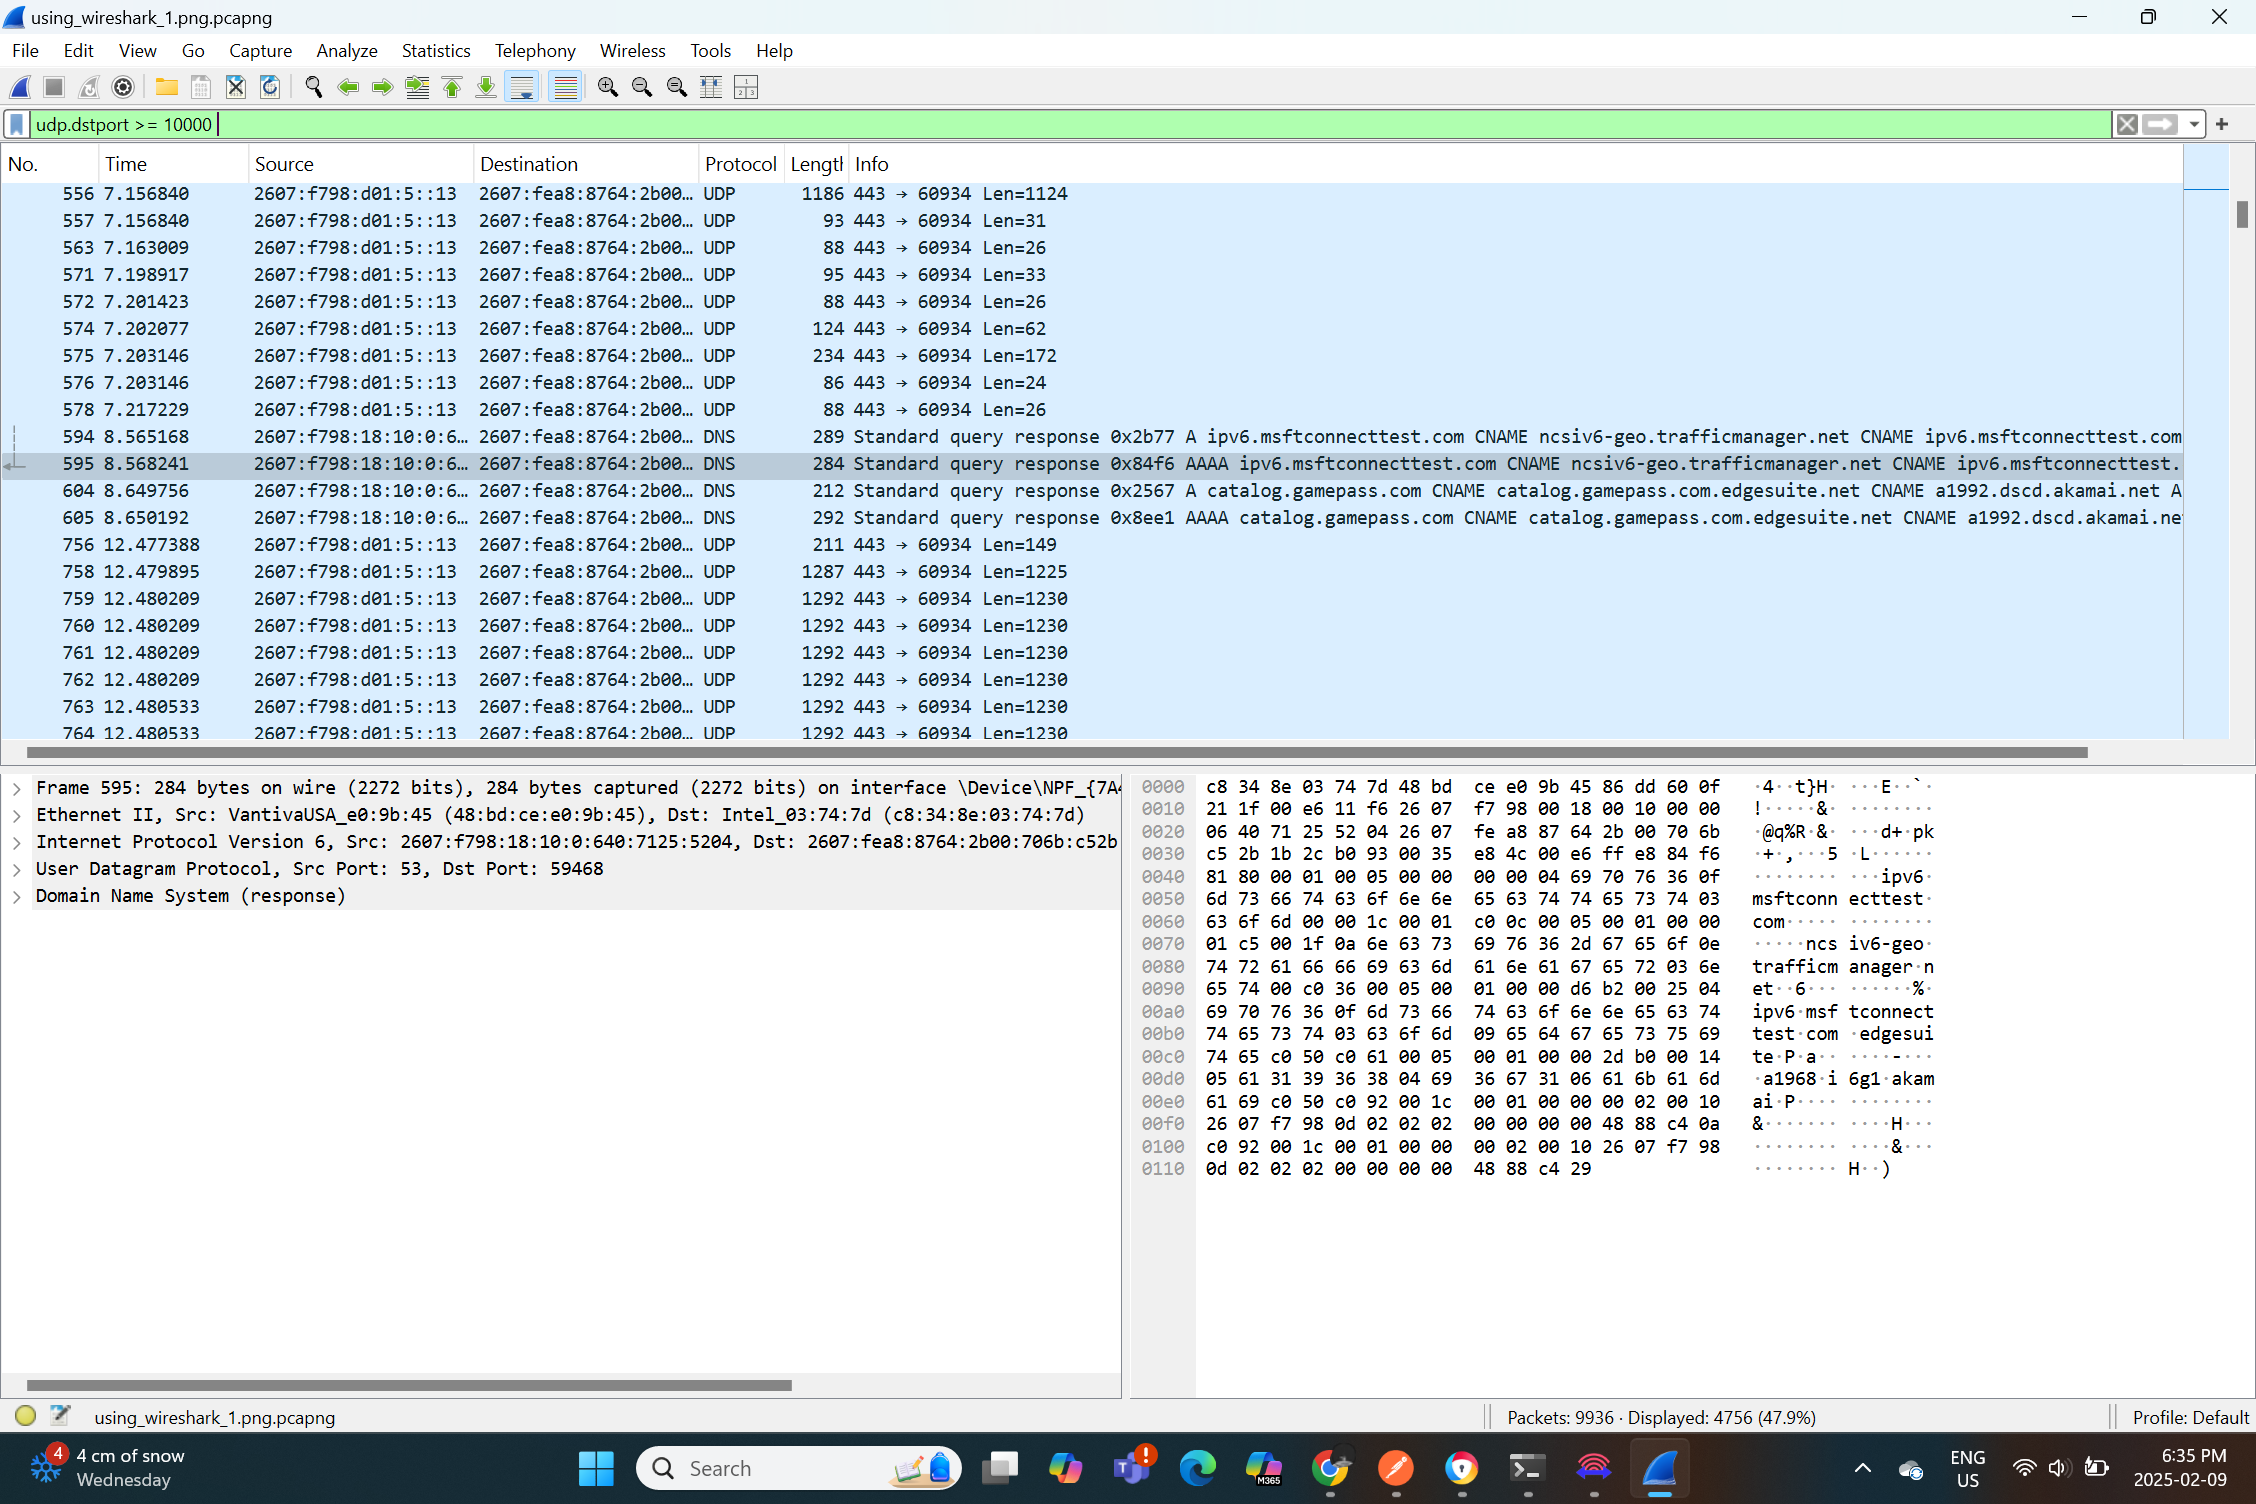 using_wireshark_1.png.pcapng
File Edit View Go Capture Analyze Statistics Telephony Wireless Tools Help
udp.dstport >= 10000
No. Time Source Destination Protocol Length Info
556 7.156840 2607:f798:d01:5::13 2607:fea8:8764:2b00… UDP 1186 443 → 60934 Len=1124
557 7.156840 2607:f798:d01:5::13 2607:fea8:8764:2b00… UDP 93 443 → 60934 Len=31
563 7.163009 2607:f798:d01:5::13 2607:fea8:8764:2b00… UDP 88 443 → 60934 Len=26
571 7.198917 2607:f798:d01:5::13 2607:fea8:8764:2b00… UDP 95 443 → 60934 Len=33
572 7.201423 2607:f798:d01:5::13 2607:fea8:8764:2b00… UDP 88 443 → 60934 Len=26
574 7.202077 2607:f798:d01:5::13 2607:fea8:8764:2b00… UDP 124 443 → 60934 Len=62
575 7.203146 2607:f798:d01:5::13 2607:fea8:8764:2b00… UDP 234 443 → 60934 Len=172
576 7.203146 2607:f798:d01:5::13 2607:fea8:8764:2b00… UDP 86 443 → 60934 Len=24
578 7.217229 2607:f798:d01:5::13 2607:fea8:8764:2b00… UDP 88 443 → 60934 Len=26
594 8.565168 2607:f798:18:10:0:6… 2607:fea8:8764:2b00… DNS 289 Standard query response 0x2b77 A ipv6.msftconnecttest.com CNAME ncsiv6-geo.trafficmanager.net CNAME ipv6.msftconnecttest.com
595 8.568241 2607:f798:18:10:0:6… 2607:fea8:8764:2b00… DNS 284 Standard query response 0x84f6 AAAA ipv6.msftconnecttest.com CNAME ncsiv6-geo.trafficmanager.net CNAME ipv6.msftconnecttest.
604 8.649756 2607:f798:18:10:0:6… 2607:fea8:8764:2b00… DNS 212 Standard query response 0x2567 A catalog.gamepass.com CNAME catalog.gamepass.com.edgesuite.net CNAME a1992.dscd.akamai.net A
605 8.650192 2607:f798:18:10:0:6… 2607:fea8:8764:2b00… DNS 292 Standard query response 0x8ee1 AAAA catalog.gamepass.com CNAME catalog.gamepass.com.edgesuite.net CNAME a1992.dscd.akamai.ne
756 12.477388 2607:f798:d01:5::13 2607:fea8:8764:2b00… UDP 211 443 → 60934 Len=149
758 12.479895 2607:f798:d01:5::13 2607:fea8:8764:2b00… UDP 1287 443 → 60934 Len=1225
759 12.480209 2607:f798:d01:5::13 2607:fea8:8764:2b00… UDP 1292 443 → 60934 Len=1230
760 12.480209 2607:f798:d01:5::13 2607:fea8:8764:2b00… UDP 1292 443 → 60934 Len=1230
761 12.480209 2607:f798:d01:5::13 2607:fea8:8764:2b00… UDP 1292 443 → 60934 Len=1230
762 12.480209 2607:f798:d01:5::13 2607:fea8:8764:2b00… UDP 1292 443 → 60934 Len=1230
763 12.480533 2607:f798:d01:5::13 2607:fea8:8764:2b00… UDP 1292 443 → 60934 Len=1230
764 12.480533 2607:f798:d01:5::13 2607:fea8:8764:2b00… UDP 1292 443 → 60934 Len=1230
Frame 595: 284 bytes on wire (2272 bits), 284 bytes captured (2272 bits) on interface \Device\NPF_{7A4
Ethernet II, Src: VantivaUSA_e0:9b:45 (48:bd:ce:e0:9b:45), Dst: Intel_03:74:7d (c8:34:8e:03:74:7d)
Internet Protocol Version 6, Src: 2607:f798:18:10:0:640:7125:5204, Dst: 2607:fea8:8764:2b00:706b:c52b
User Datagram Protocol, Src Port: 53, Dst Port: 59468
Domain Name System (response)
0000 c8 34 8e 03 74 7d 48 bd ce e0 9b 45 86 dd 60 0f ·4··t}H· ···E··`·
0010 21 1f 00 e6 11 f6 26 07 f7 98 00 18 00 10 00 00 !·····&· ········
0020 06 40 71 25 52 04 26 07 fe a8 87 64 2b 00 70 6b ·@q%R·&· ···d+·pk
0030 c5 2b 1b 2c b0 93 00 35 e8 4c 00 e6 ff e8 84 f6 ·+·,···5 ·L······
0040 81 80 00 01 00 05 00 00 00 00 04 69 70 76 36 0f ········ ···ipv6·
0050 6d 73 66 74 63 6f 6e 6e 65 63 74 74 65 73 74 03 msftconn ecttest·
0060 63 6f 6d 00 00 1c 00 01 c0 0c 00 05 00 01 00 00 com····· ········
0070 01 c5 00 1f 0a 6e 63 73 69 76 36 2d 67 65 6f 0e ·····ncs iv6-geo·
0080 74 72 61 66 66 69 63 6d 61 6e 61 67 65 72 03 6e trafficm anager·n
0090 65 74 00 c0 36 00 05 00 01 00 00 d6 b2 00 25 04 et··6··· ······%·
00a0 69 70 76 36 0f 6d 73 66 74 63 6f 6e 6e 65 63 74 ipv6·msf tconnect
00b0 74 65 73 74 03 63 6f 6d 09 65 64 67 65 73 75 69 test·com ·edgesui
00c0 74 65 c0 50 c0 61 00 05 00 01 00 00 2d b0 00 14 te·P·a·· ····-···
00d0 05 61 31 39 36 38 04 69 36 67 31 06 61 6b 61 6d ·a1968·i 6g1·akam
00e0 61 69 c0 50 c0 92 00 1c 00 01 00 00 00 02 00 10 ai·P···· ········
00f0 26 07 f7 98 0d 02 02 02 00 00 00 00 48 88 c4 0a &······· ····H···
0100 c0 92 00 1c 00 01 00 00 00 02 00 10 26 07 f7 98 ········ ····&···
0110 0d 02 02 02 00 00 00 00 48 88 c4 29 ········ H··)
using_wireshark_1.png.pcapng Packets: 9936 · Displayed: 4756 (47.9%) Profile: Default
4
4 cm of snow
Wednesday
Search
M365
ENG
US
6:35 PM
2025-02-09